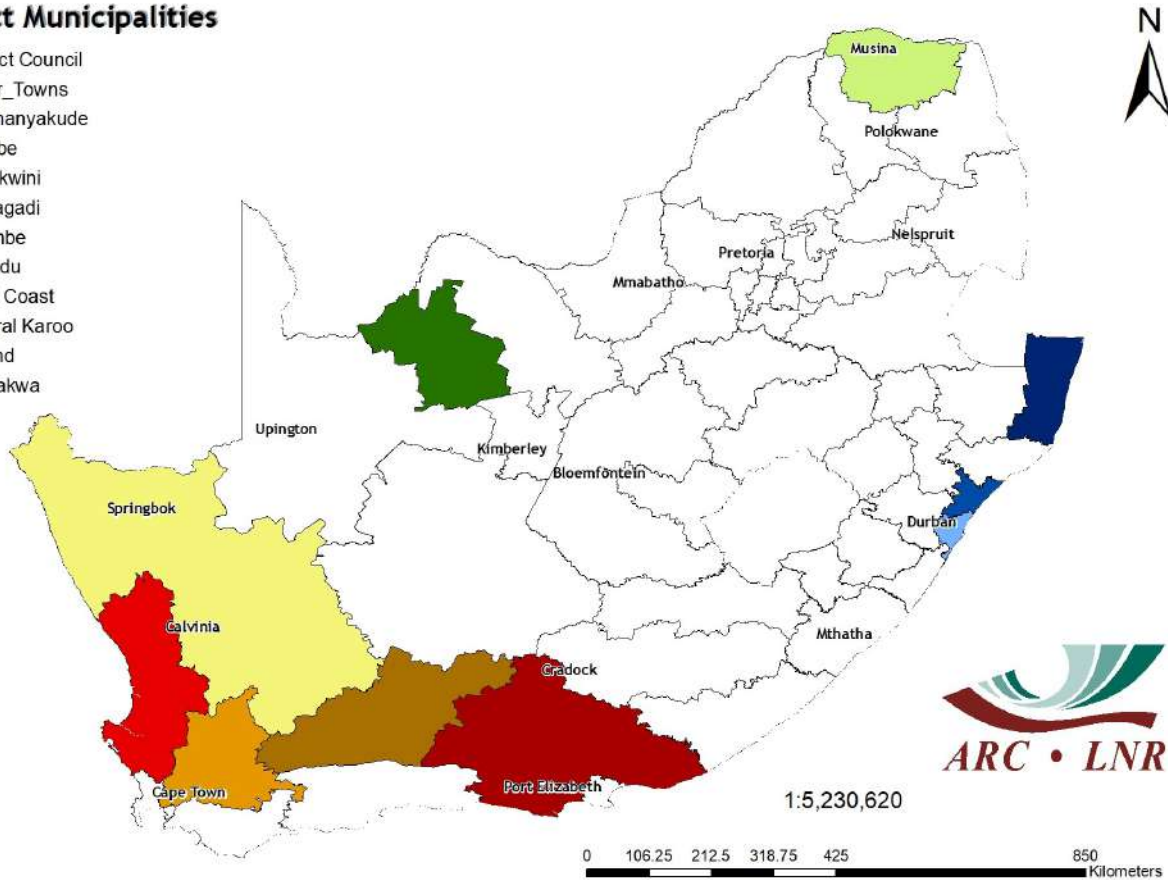 ct Municipalities
ct Council
r_Towns
nanyakude
be
kwini
agadi
nbe
du
Coast
ral Karoo
nd
akwa
N
Musina
Polokwane
Nelspruit
Pretoria
Mmabatho
Upington
Kimberley
Bloemfontein
Springbok
Durban
Calvinia
Mthatha
Cradock
ARC • LNR
Port Elizabeth
Cape Town
1:5,230,620
0 106.25 212.5 318.75 425 850
Kilometers